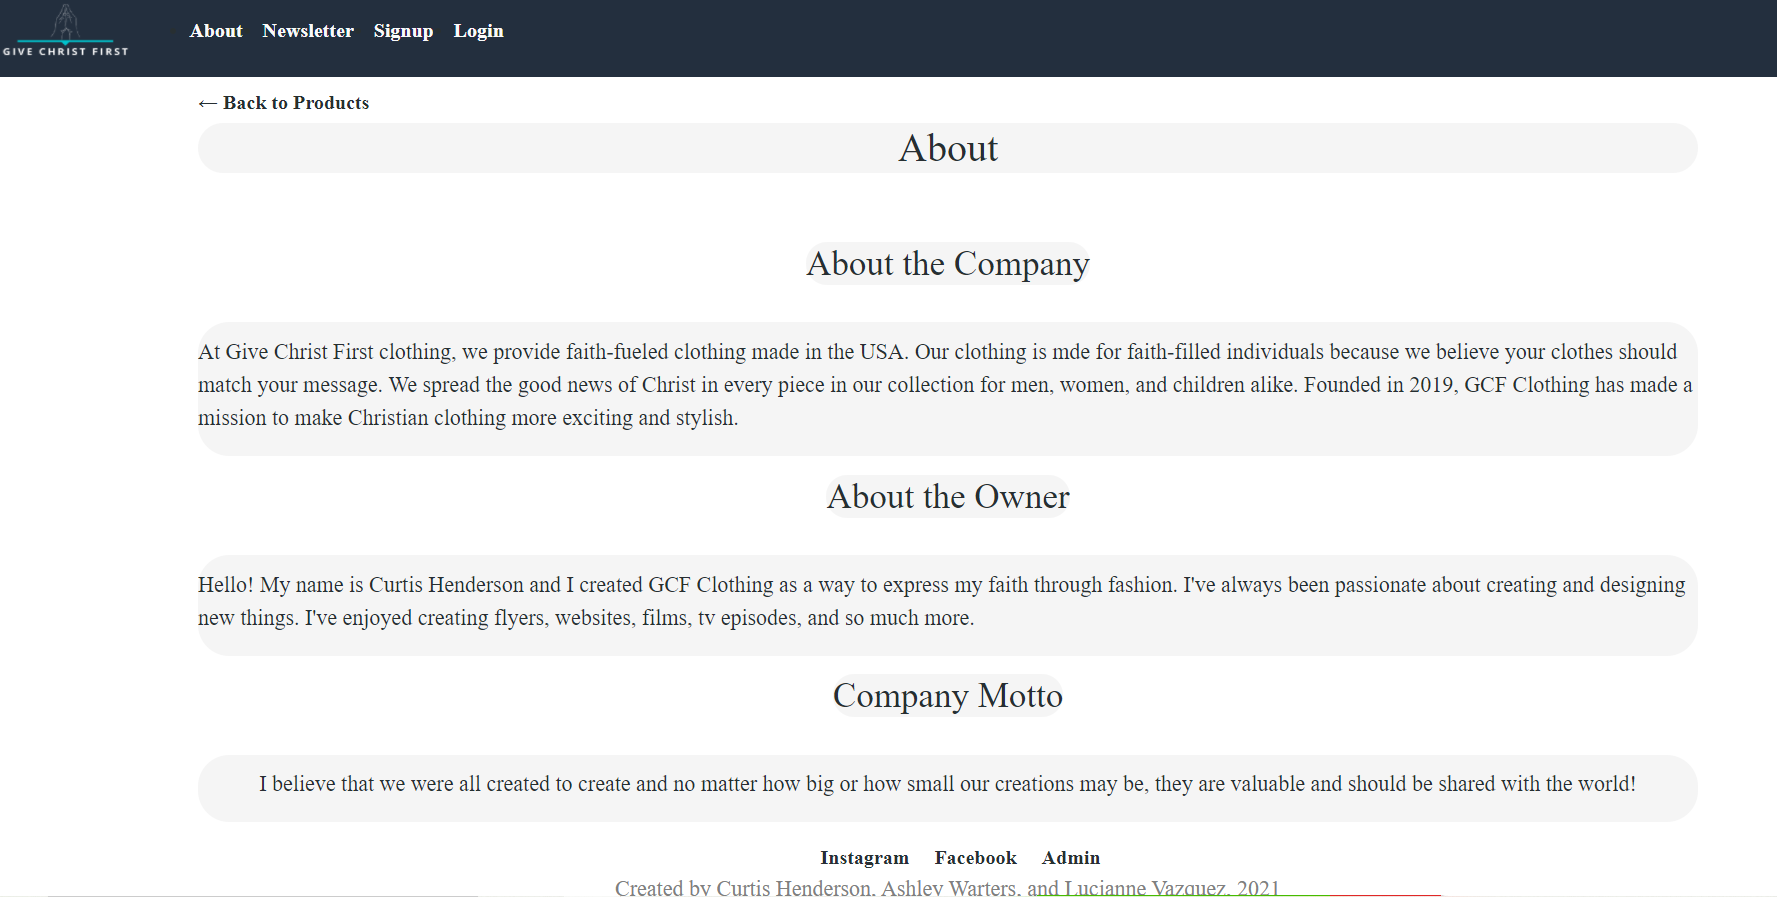 GIVE CHRIST FIRST
About Newsletter Signup Login
← Back to Products
About
About the Company
At Give Christ First clothing, we provide faith-fueled clothing made in the USA. Our clothing is mde for faith-filled individuals because we believe your clothes should
match your message. We spread the good news of Christ in every piece in our collection for men, women, and children alike. Founded in 2019, GCF Clothing has made a
mission to make Christian clothing more exciting and stylish.
About the Owner
Hello! My name is Curtis Henderson and I created GCF Clothing as a way to express my faith through fashion. I've always been passionate about creating and designing
new things. I've enjoyed creating flyers, websites, films, tv episodes, and so much more.
Company Motto
I believe that we were all created to create and no matter how big or how small our creations may be, they are valuable and should be shared with the world!
Instagram Facebook Admin
Created by Curtis Henderson, Ashley Warters, and Lucianne Vazquez, 2021